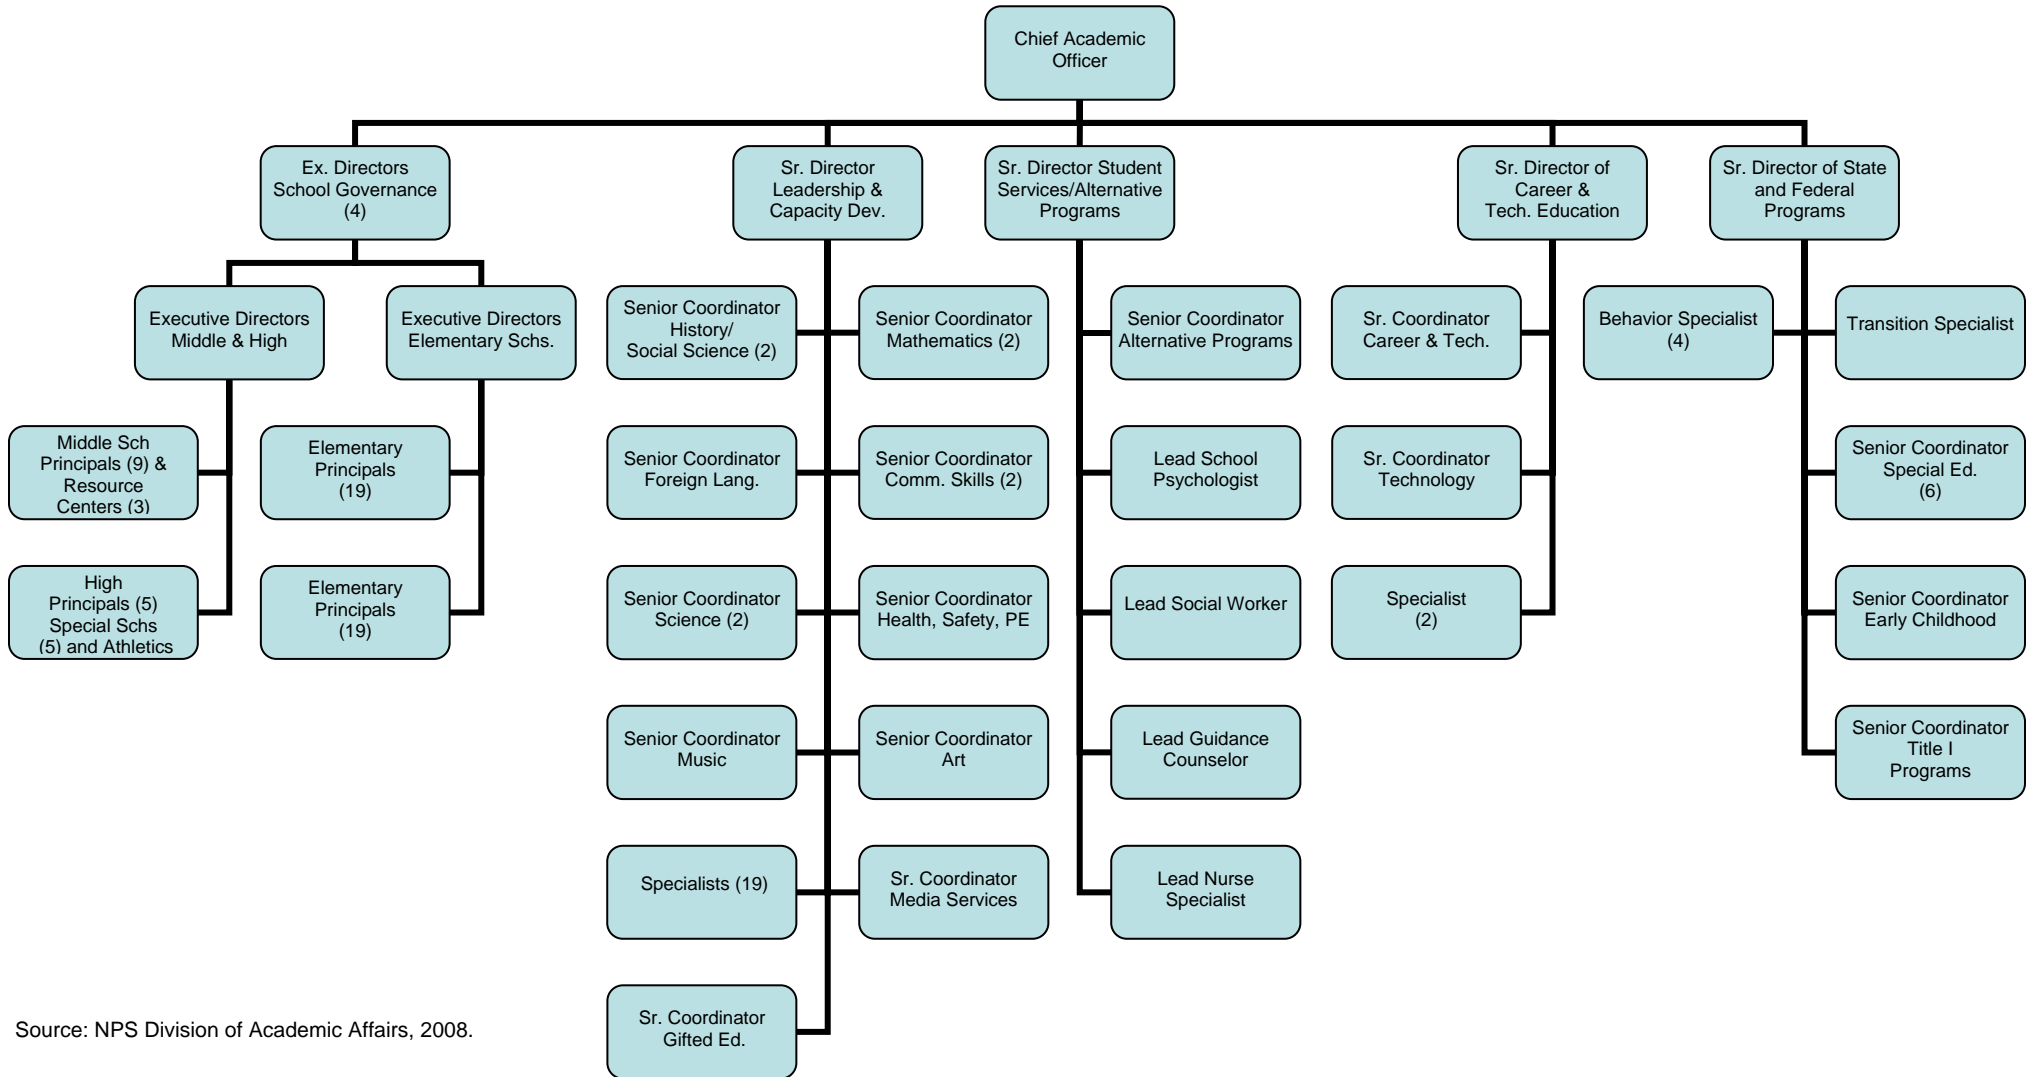 Chief Academic
Officer
Ex. Directors
School Governance
(4)
Sr. Director
Leadership &
Capacity Dev.
Sr. Director Student
Services/Alternative
Programs
Sr. Director of
Career &
Tech. Education
Sr. Director of State
and Federal
Programs
Executive Directors
Middle & High
Executive Directors
Elementary Schs.
Senior Coordinator
History/
Social Science (2)
Senior Coordinator
Mathematics (2)
Senior Coordinator
Alternative Programs
Sr. Coordinator
Career & Tech.
Behavior Specialist
(4)
Transition Specialist
Middle Sch
Principals (9) &
Resource
Centers (3)
Elementary
Principals
(19)
Senior Coordinator
Foreign Lang.
Senior Coordinator
Comm. Skills (2)
Lead School
Psychologist
Sr. Coordinator
Technology
Senior Coordinator
Special Ed.
(6)
High
Principals (5)
Special Schs
(5) and Athletics
Elementary
Principals
(19)
Senior Coordinator
Science (2)
Senior Coordinator
Health, Safety, PE
Lead Social Worker
Specialist
(2)
Senior Coordinator
Early Childhood
Senior Coordinator
Music
Senior Coordinator
Art
Lead Guidance
Counselor
Senior Coordinator
Title I
Programs
Specialists (19)
Sr. Coordinator
Media Services
Lead Nurse
Specialist
Sr. Coordinator
Gifted Ed.
Source: NPS Division of Academic Affairs, 2008.